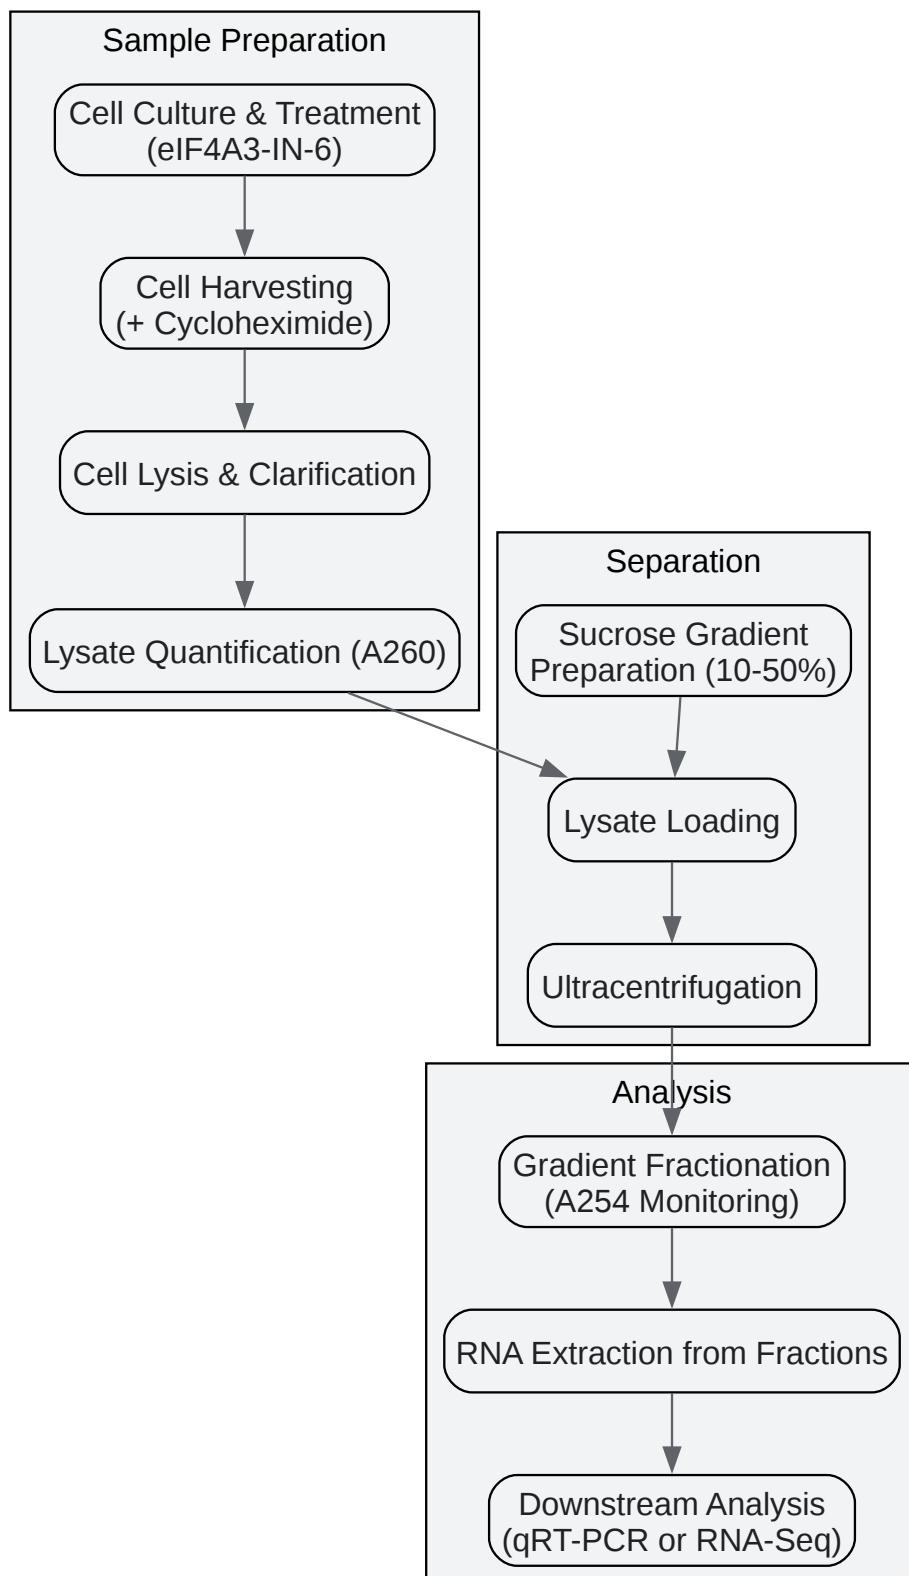 Sample Preparation
Cell Culture & Treatment
(eIF4A3-IN-6)
Cell Harvesting
(+ Cycloheximide)
Cell Lysis & Clarification
Lysate Quantification (A260)
Separation
Sucrose Gradient
Preparation (10-50%)
Lysate Loading
Ultracentrifugation
Analysis
Gradient Fractionation
(A254 Monitoring)
RNA Extraction from Fractions
Downstream Analysis
(qRT-PCR or RNA-Seq)